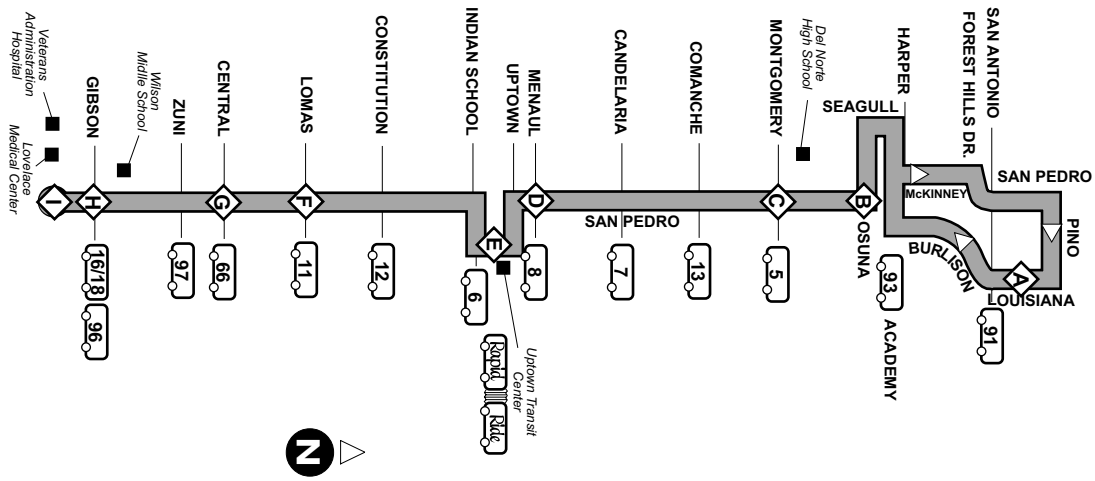 Veterans
Administration
Hospital
Lovelace
Medical Center
GIBSON
Wilson
Midlle School
ZUNI
CENTRAL
LOMAS
CONSTITUTION
INDIAN SCHOOL
UPTOWN
MENAUL
CANDELARIA
COMANCHE
MONTGOMERY
Del Norte
High School
HARPER
SEAGULL
SAN ANTONIO
FOREST HILLS DR.
SAN PEDRO
McKINNEY
PINO
BURLISON
LOUISIANA
OSUNA
ACADEMY
SAN PEDRO
I
H
G
F
E
D
C
B
A
16/18
96
97
66
11
12
6
8
7
13
5
93
91
Rapid Ride
Uptown Transit
Center
N